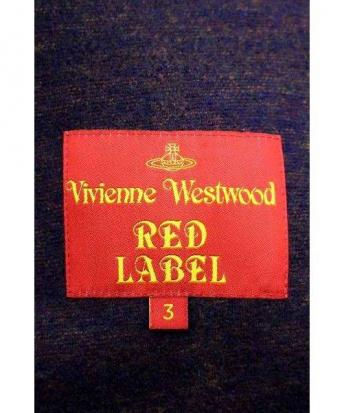 Vivienne Westwood
RED
LABEL
3